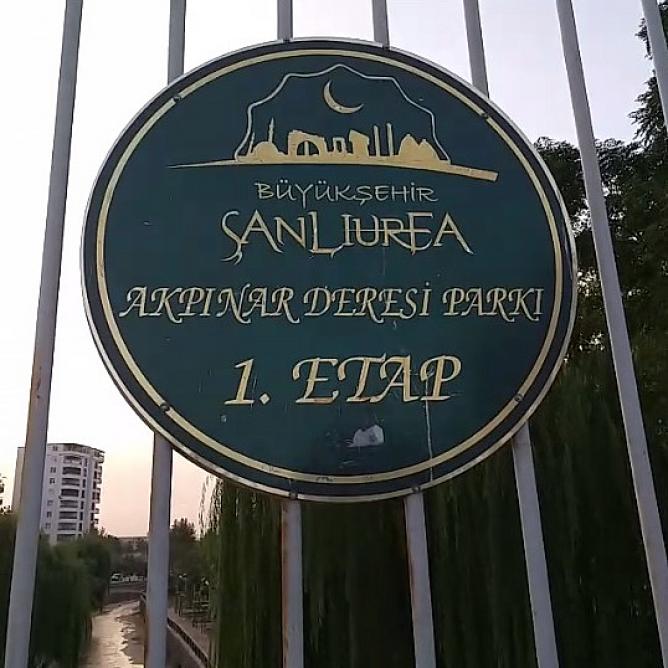 BÜYÜKŞEHİR
ŞANLIURFA
AKPINAR DERESİ PARKI
1. ETAP